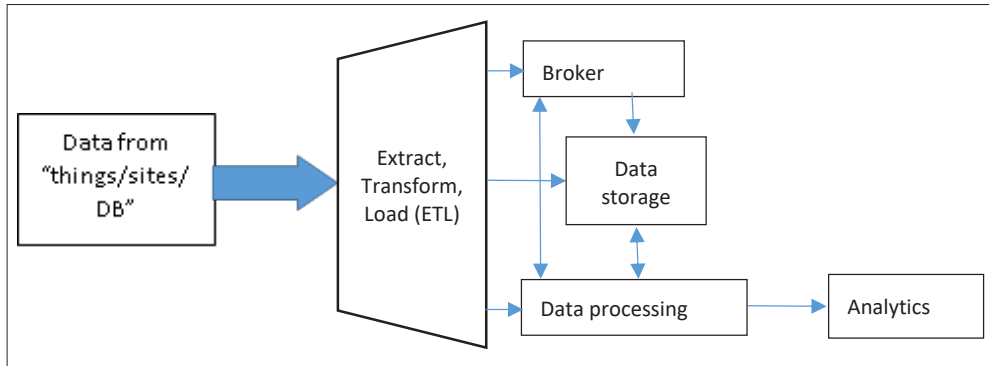 Data from
“things/sites/
DB”
Extract,
Transform,
Load (ETL)
Broker
Data
storage
Data processing
Analytics